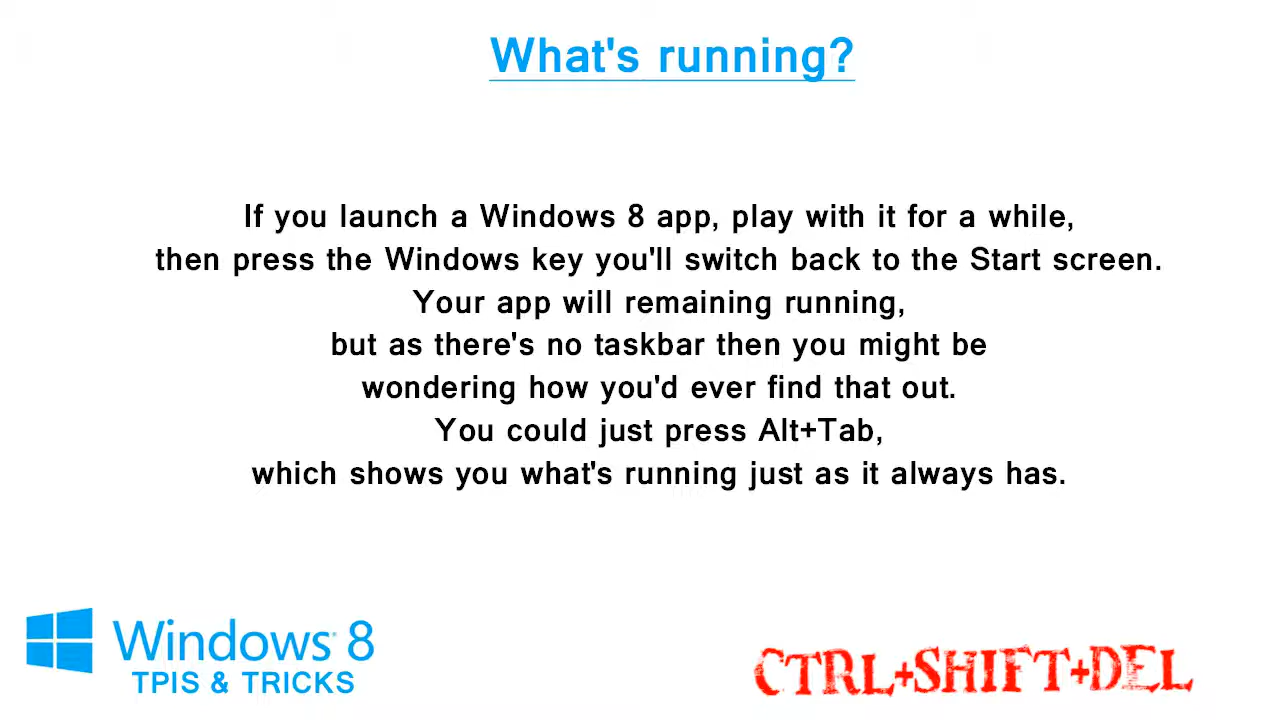 What's running?
If you launch a Windows 8 app, play with it for a while,
then press the Windows key you'll switch back to the Start screen.
Your app will remaining running,
but as there's no taskbar then you might be
wondering how you'd ever find that out.
You could just press Alt+Tab,
which shows you what's running just as it always has.
Windows 8
TPIS & TRICKS
CTRL+SHIFT+DEL